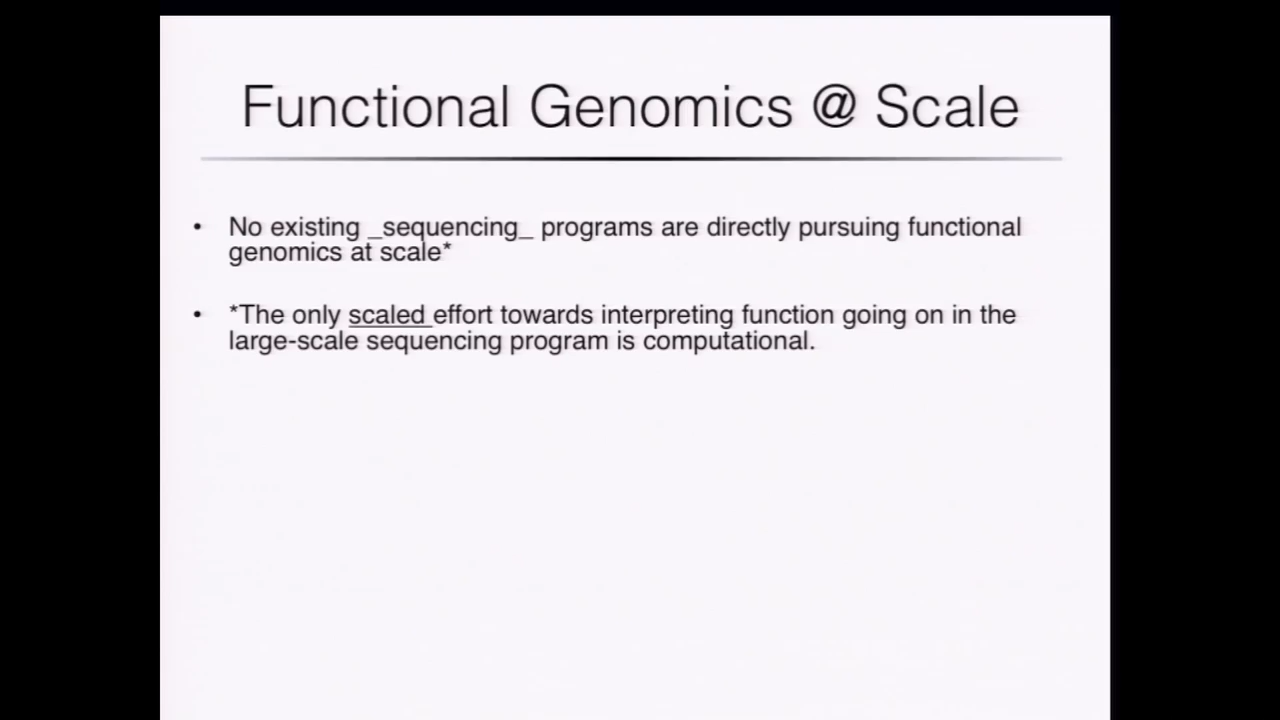 Functional Genomics @ Scale
• No existing _sequencing_ programs are directly pursuing functional
genomics at scale*
• *The only scaled effort towards interpreting function going on in the
large-scale sequencing program is computational.